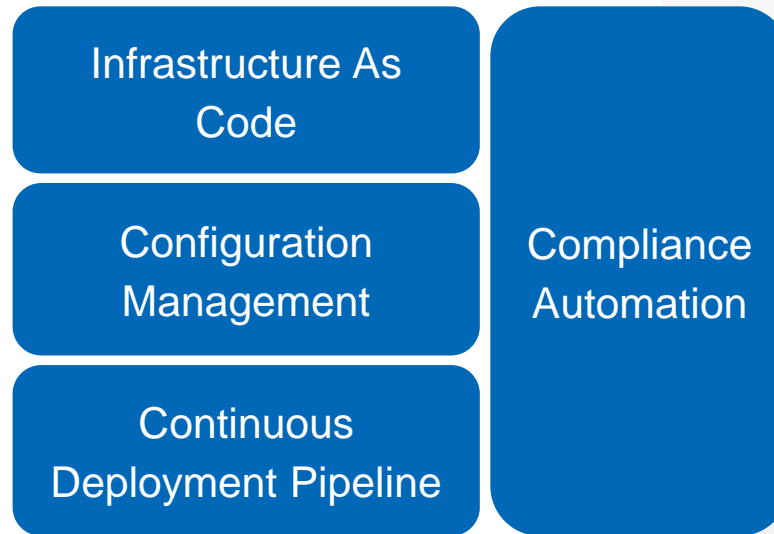 Infrastructure As
Code
Configuration
Management
Continuous
Deployment Pipeline
Compliance
Automation